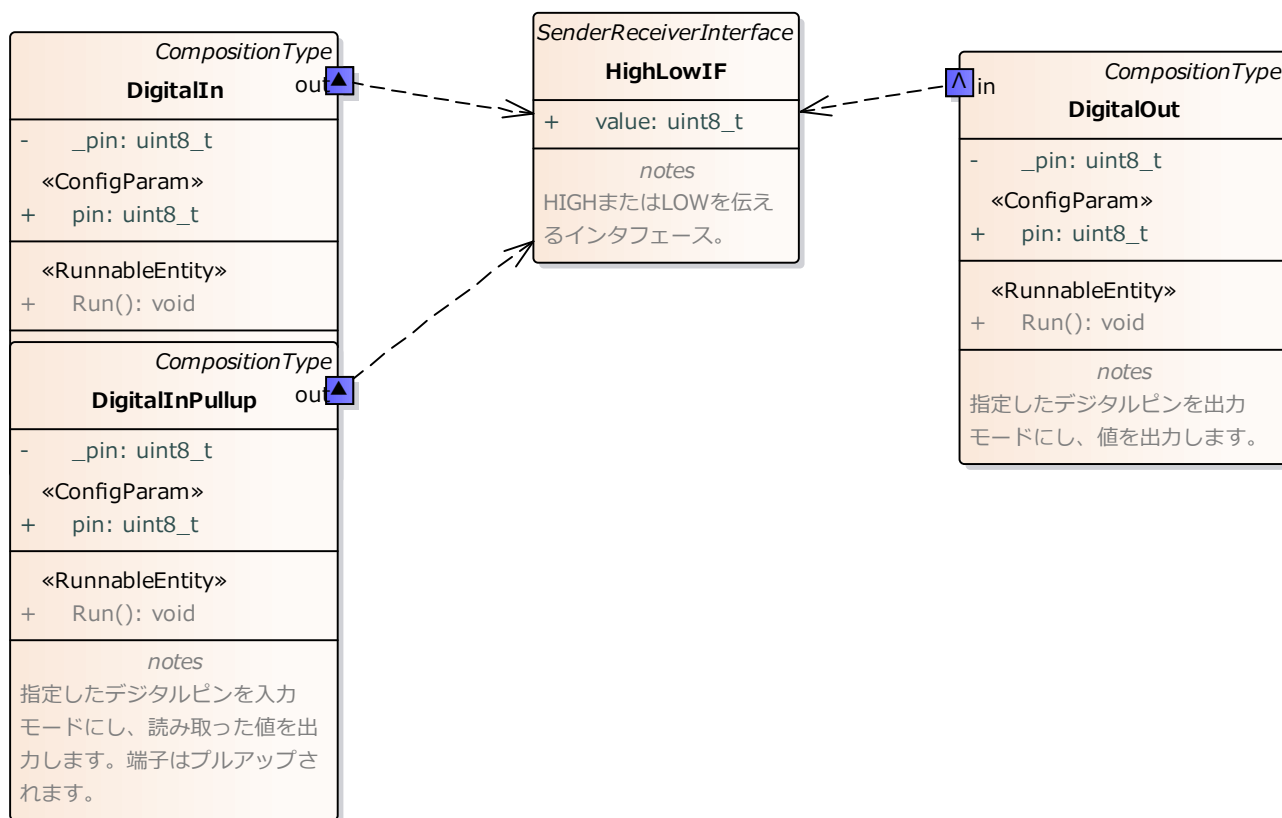 CompositionType
out
DigitalIn
- _pin: uint8_t
«ConfigParam»
+ pin: uint8_t
«RunnableEntity»
+ Run(): void
CompositionType
out
DigitalInPullup
- _pin: uint8_t
«ConfigParam»
+ pin: uint8_t
«RunnableEntity»
+ Run(): void
notes
指定したデジタルピンを入力
モードにし、読み取った値を出
力します。端子はプルアップさ
れます。
SenderReceiverInterface
HighLowIF
+ value: uint8_t
notes
HIGHまたはLOWを伝え
るインタフェース。
CompositionType
in
DigitalOut
- _pin: uint8_t
«ConfigParam»
+ pin: uint8_t
«RunnableEntity»
+ Run(): void
notes
指定したデジタルピンを出力
モードにし、値を出力します。